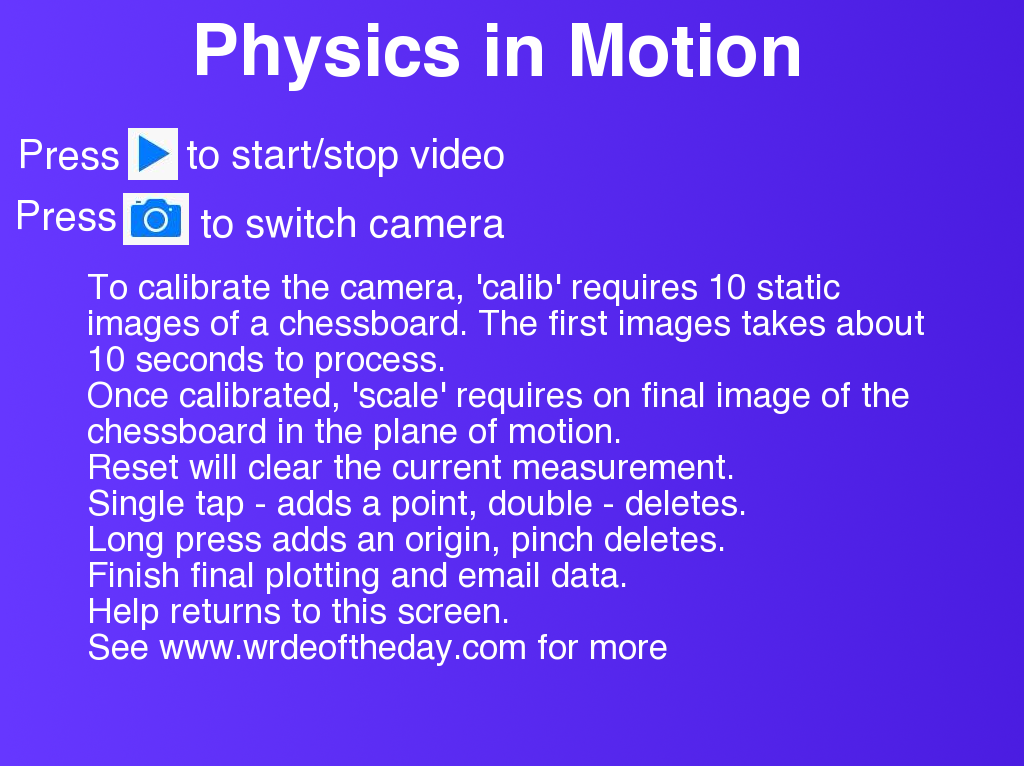 Physics in Motion
Press to start/stop video
Press to switch camera
To calibrate the camera, 'calib' requires 10 static
images of a chessboard. The first images takes about
10 seconds to process.
Once calibrated, 'scale' requires on final image of the
chessboard in the plane of motion.
Reset will clear the current measurement.
Single tap - adds a point, double - deletes.
Long press adds an origin, pinch deletes.
Finish final plotting and email data.
Help returns to this screen.
See www.wrdeoftheday.com for more